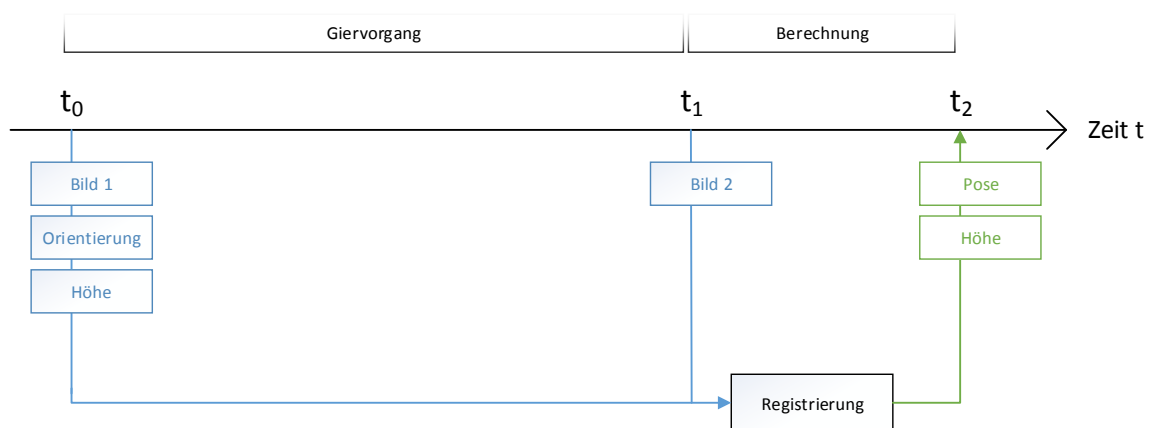 Giervorgang
Berechnung
t0
t1
t2
Zeit t
Bild 1
Bild 2
Pose
Orientierung
Höhe
Höhe
Registrierung